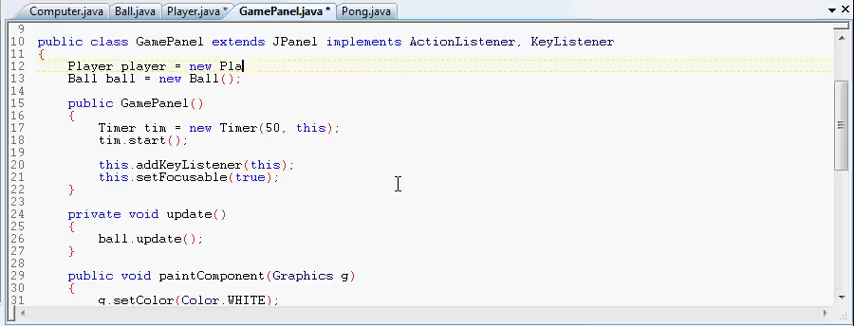 Computer.java Ball.java Player.java * GamePanel.java * Pong.java
9
10 public class GamePanel extends JPanel implements ActionListener, KeyListener
11 {
12 Player player = new Pla
13 Ball ball = new Ball();
14
15 public GamePanel()
16 {
17 Timer tim = new Timer(50, this);
18 tim.start();
19
20 this.addKeyListener(this);
21 this.setFocusable(true);
22 }
23
24 private void update()
25 {
26 ball.update();
27 }
28
29 public void paintComponent(Graphics g)
30 {
31 g.setColor(Color.WHITE);